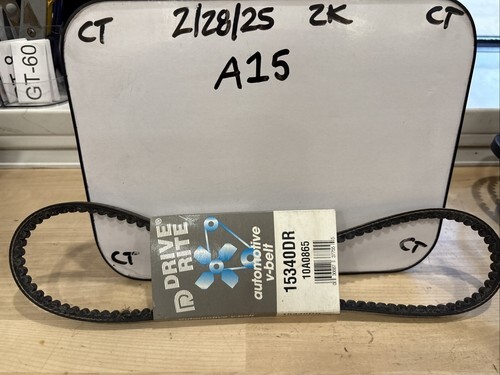 CT 2/28/25 2K CT
A15
GT-60
CT
CT
DRIVE®
RITE
automotive
v-belt
15340DR
10A0865